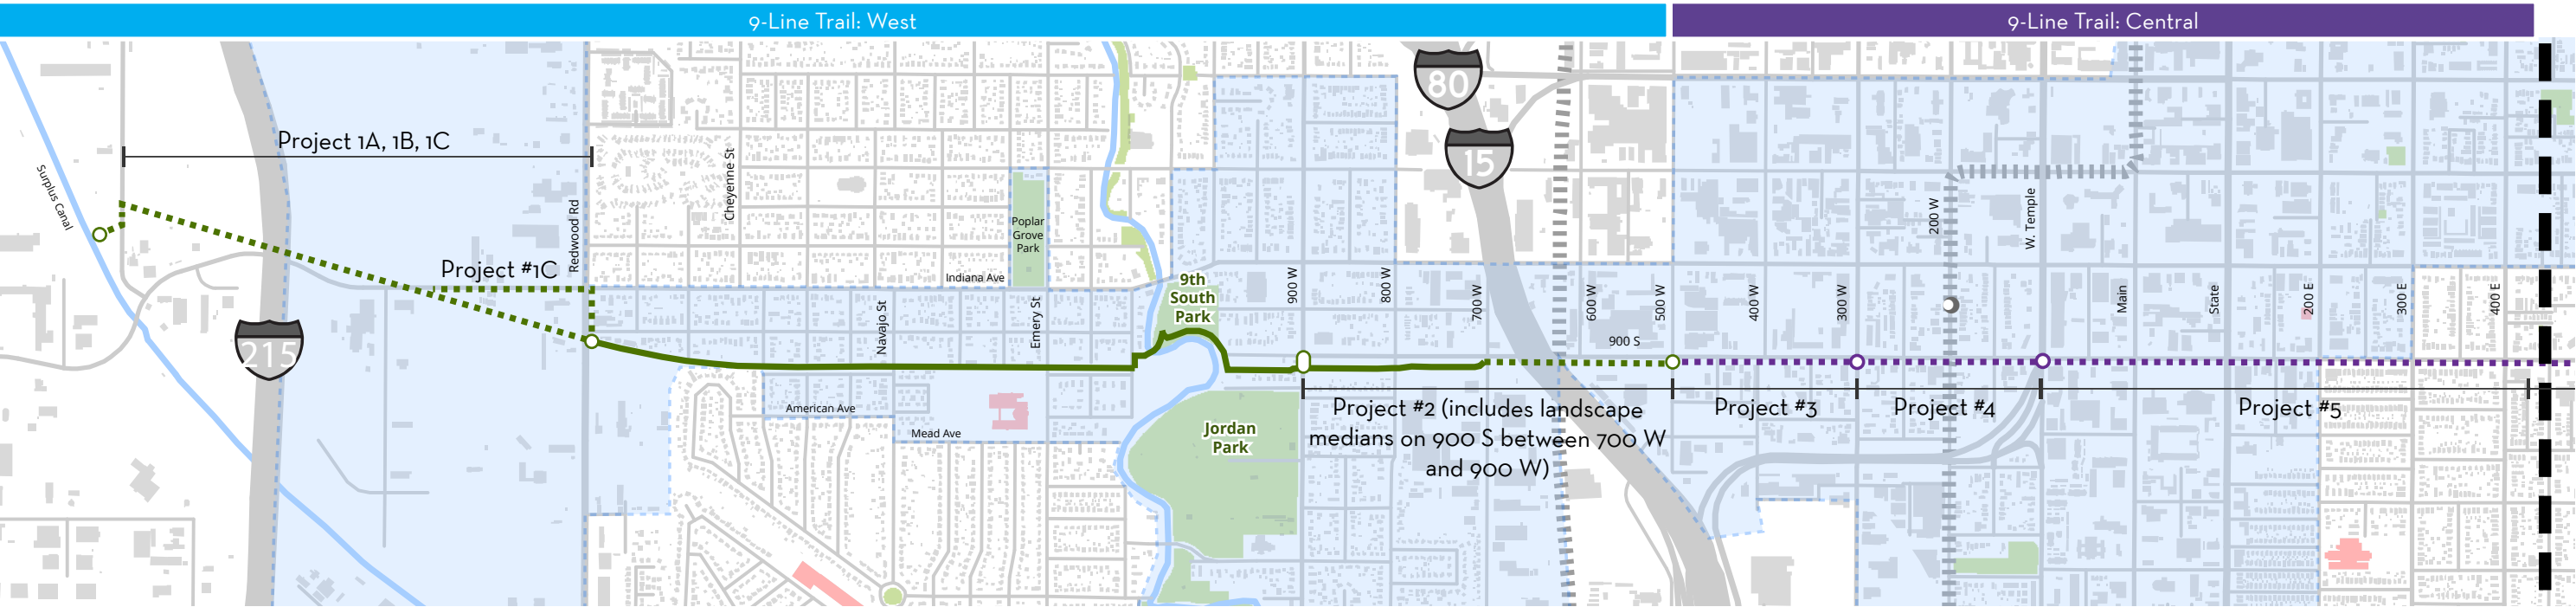 9-Line Trail: West
9-Line Trail: Central
80
15
215
Project 1A, 1B, 1C
Surplus Canal
Project #1C
Redwood Rd
Cheyenne St
Poplar
Grove
Park
Indiana Ave
Navajo St
Emery St
9th
South
Park
American Ave
Mead Ave
Jordan
Park
900 W
800 W
700 W
600 W
500 W
900 S
400 W
300 W
200 W
W. Temple
Main
State
200 E
300 E
400 E
Project #2 (includes landscape
medians on 900 S between 700 W
and 900 W)
Project #3
Project #4
Project #5